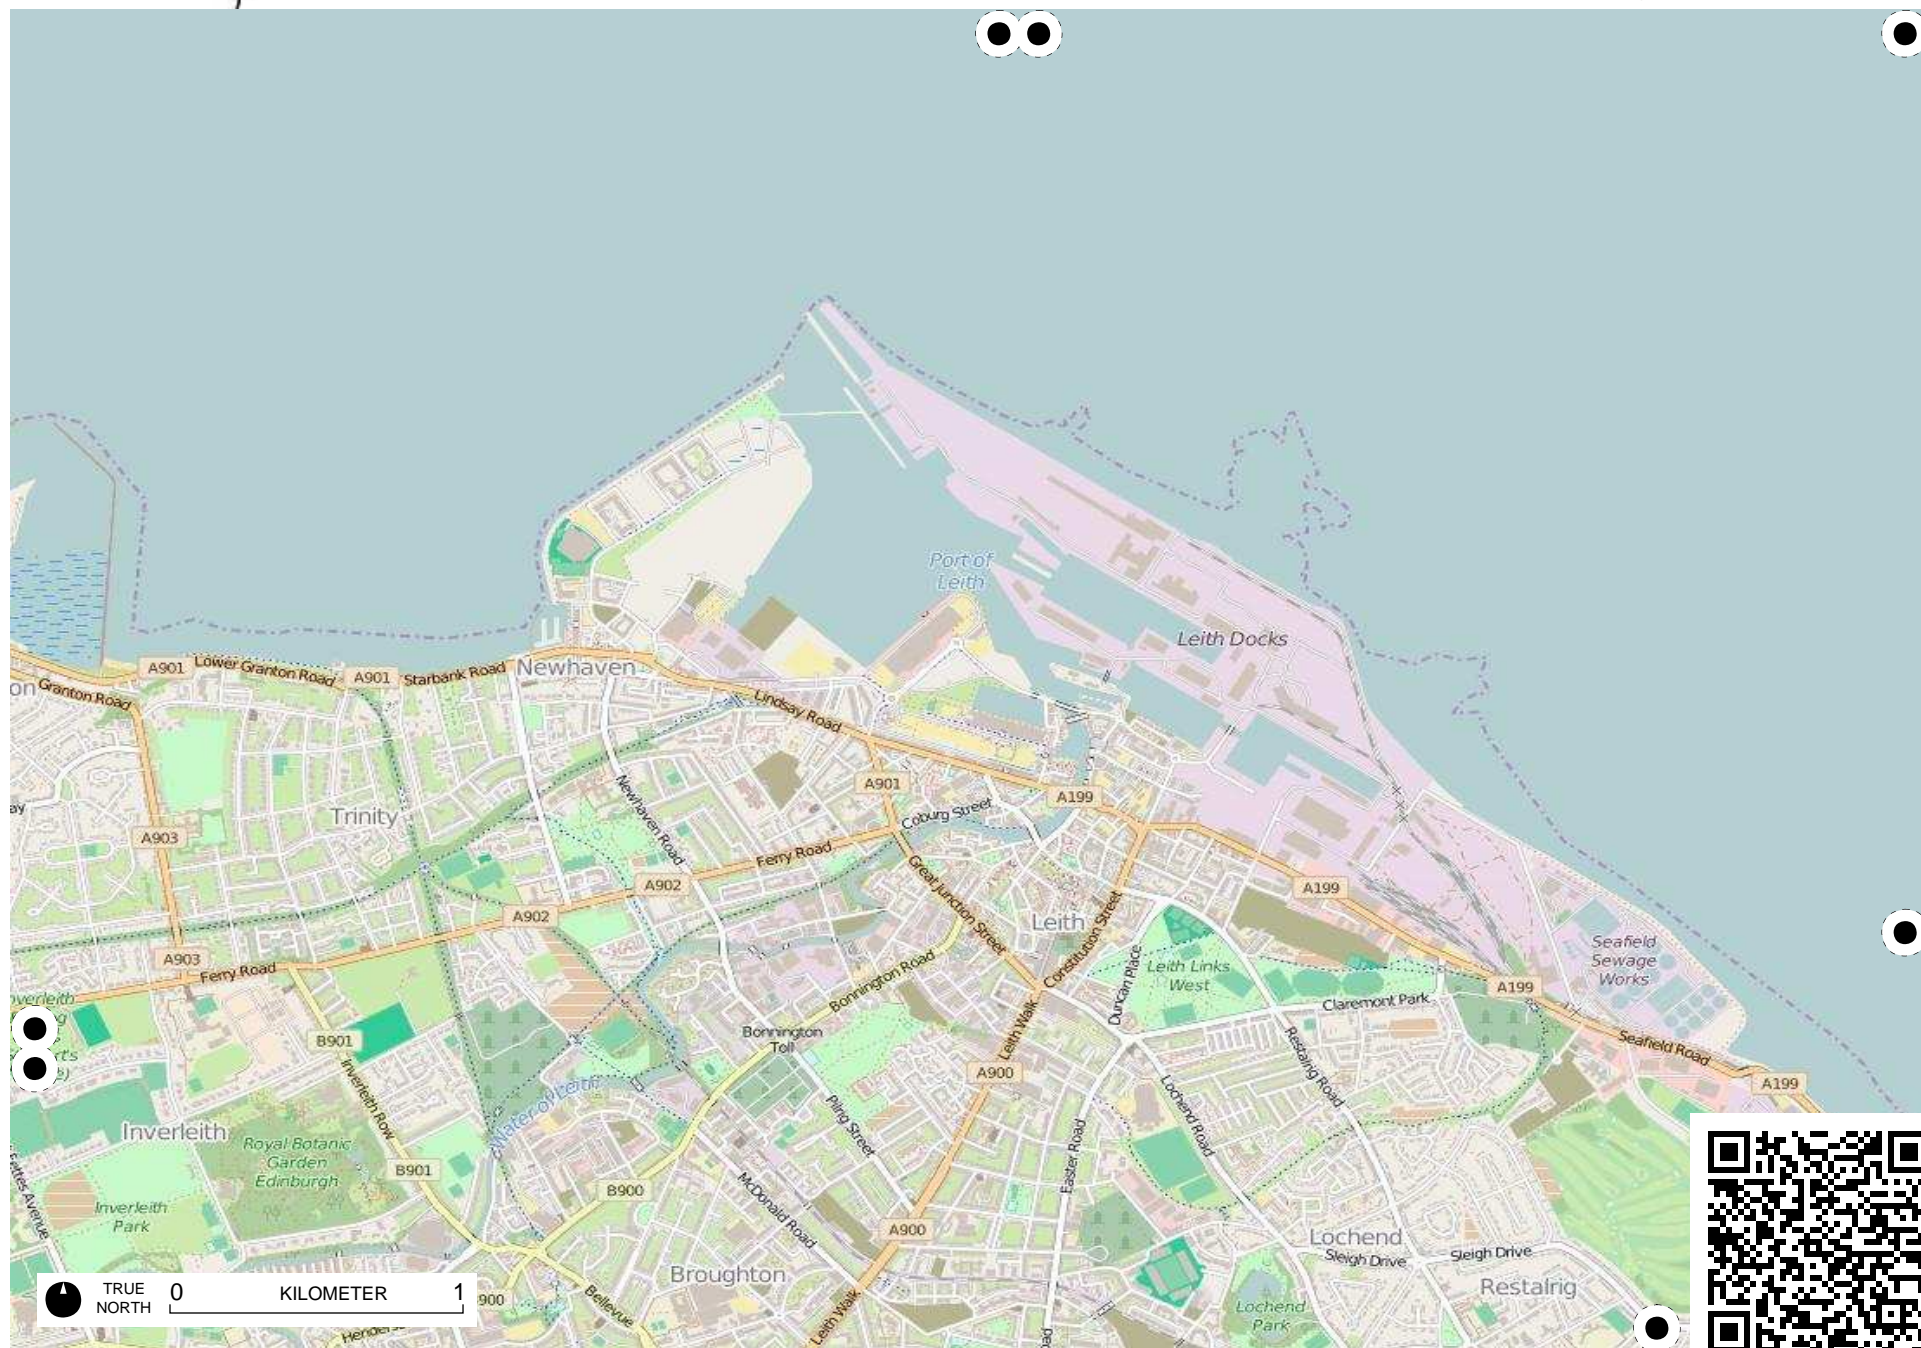 Port of
Leith
Leith Docks
A901
Lower Granton Road
A901
Starbank Road
Newhaven
Granton Road
Lindsay Road
A901
A199
Newhaven Road
Coburg Street
Trinity
A903
Ferry Road
A902
A902
Great Junction Street
Leith
Constitution Street
A199
A903
Ferry Road
Bonnington Road
Duncan Place
Leith Links
West
Seafield
Sewage
Works
A199
Claremont Park
B901
Bonnington
Toll
Leith Walk
A900
Restalrig Road
Seafield Road
A199
Inverleith Row
Water of Leith
Pilrig Street
Lochend Road
Inverleith
Royal Botanic
Garden
Edinburgh
B901
Easter Road
Fettes Avenue
Inverleith
Park
B900
McDonald Road
A900
Lochend
Sleigh Drive
Sleigh Drive
Restalrig
Broughton
Bellevue
Leith Walk
Lochend
Park
TRUE
NORTH
0 KILOMETER 1
900